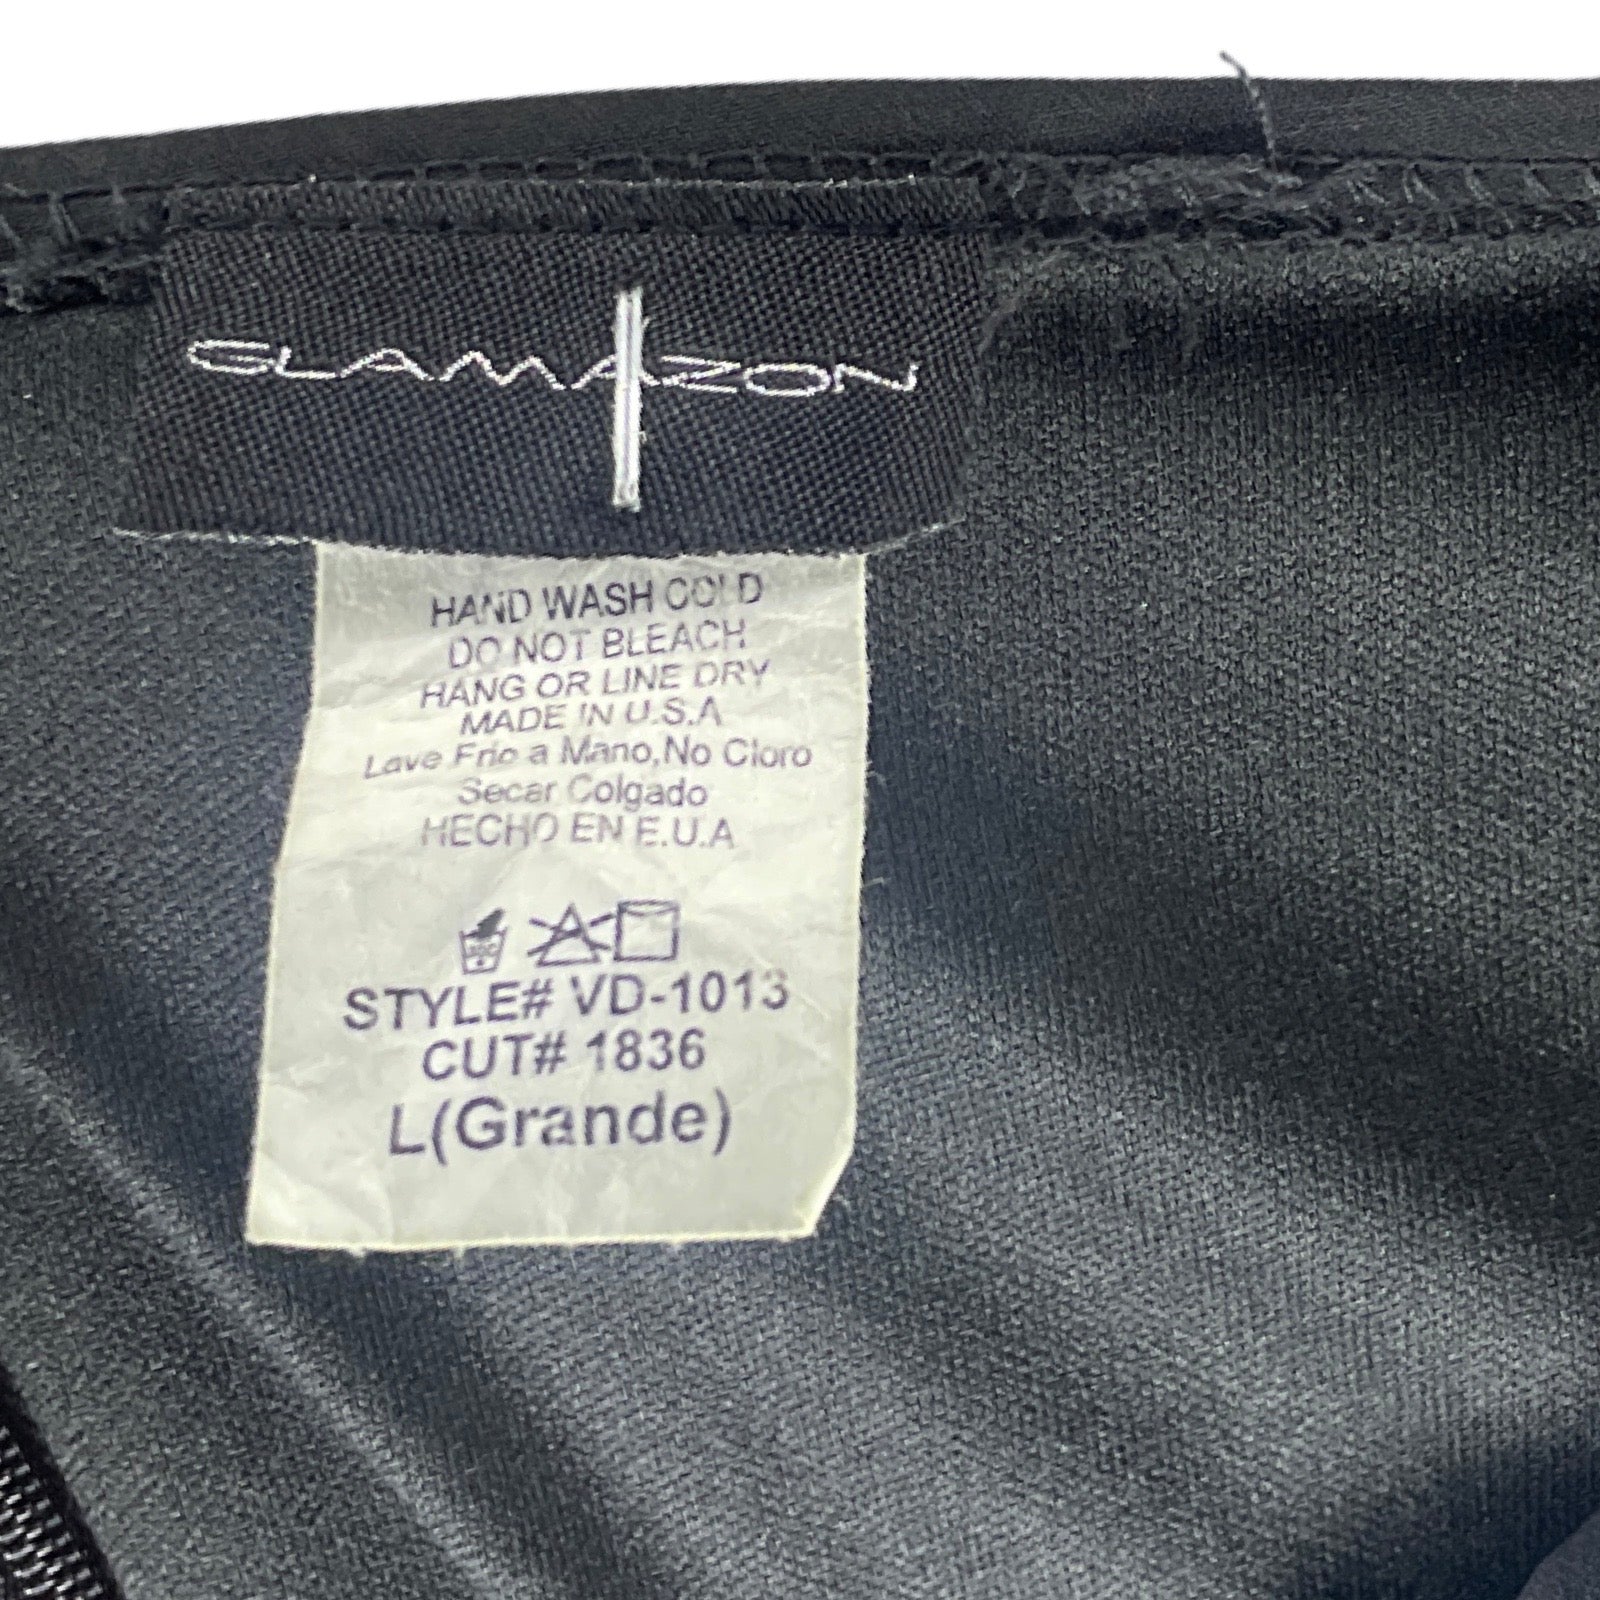 GLAMAZON
HAND WASH COLD
DO NOT BLEACH
HANG OR LINE DRY
MADE IN U.S.A
Lave Frio a Mano,No Cloro
Secar Colgado
HECHO EN E.U.A
STYLE# VD-1013
CUT# 1836
L(Grande)